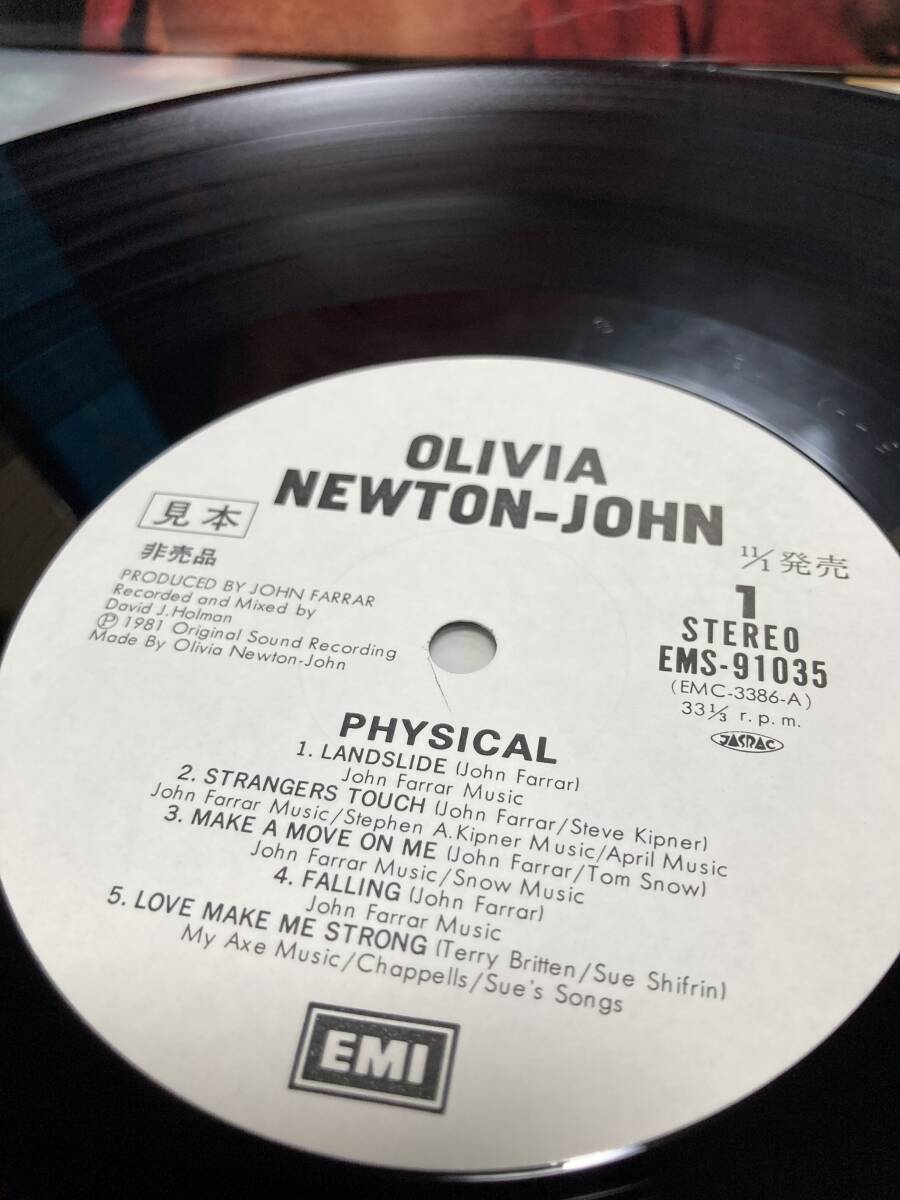 OLIVIA
NEWTON-JOHN
見本
非売品
PRODUCED BY JOHN FARRAR
Recorded and Mixed by
David J. Holman
Ⓟ 1981 Original Sound Recording
Made By Olivia Newton-John
11/1 発売
1
STEREO
EMS-91035
(EMC-3386-A)
33 1/3 r.p.m.
JASRAC
PHYSICAL
1. LANDSLIDE (John Farrar)
John Farrar Music
2. STRANGERS TOUCH (John Farrar/Steve Kipner)
John Farrar Music/Stephen A.Kipner Music/April Music
3. MAKE A MOVE ON ME (John Farrar/Tom Snow)
John Farrar Music/Snow Music
4. FALLING (John Farrar)
John Farrar Music
5. LOVE MAKE ME STRONG (Terry Britten/Sue Shifrin)
My Axe Music/Chappells/Sue's Songs
EMI